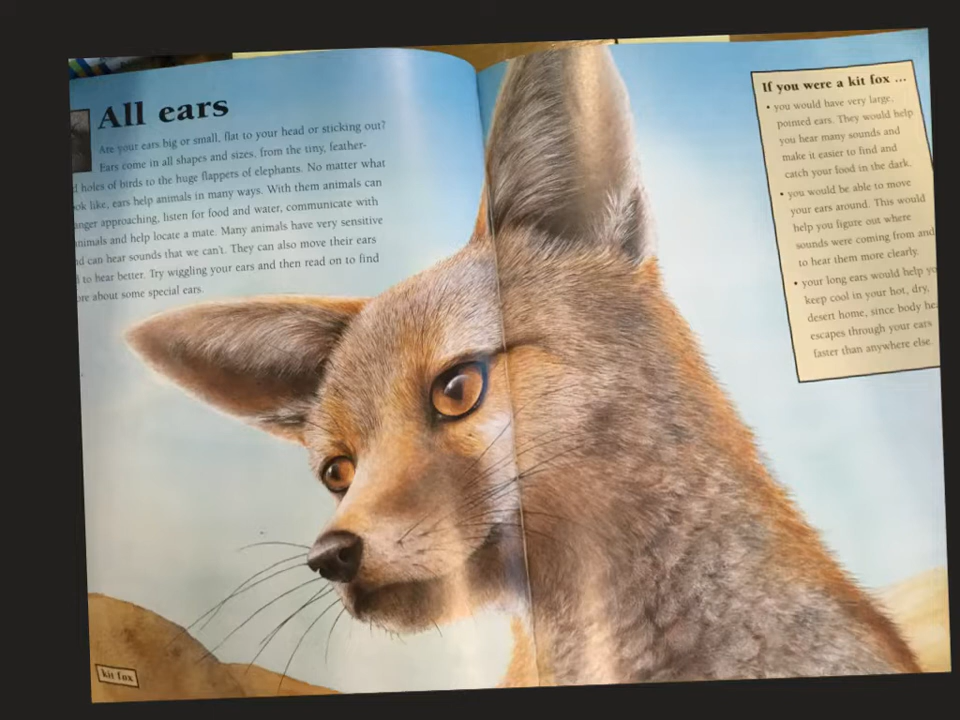 All ears
Are your ears big or small, flat to your head or sticking out?
Ears come in all shapes and sizes, from the tiny, feather-
holes of birds to the huge flappers of elephants. No matter what
like, ears help animals in many ways. With them animals can
approaching, listen for food and water, communicate with
and help locate a mate. Many animals have very sensitive
can hear sounds that we can't. They can also move their ears
to hear better. Try wiggling your ears and then read on to find
about some special ears.
If you were a kit fox ...
• you would have very large,
pointed ears. They would help
you hear many sounds and
make it easier to find and
catch your food in the dark.
• you would be able to move
your ears around. This would
help you figure out where
sounds were coming from and
to hear them more clearly.
• your long ears would help
keep cool in your hot, dry,
desert home, since body
escapes through your ears
faster than anywhere else.
kit fox